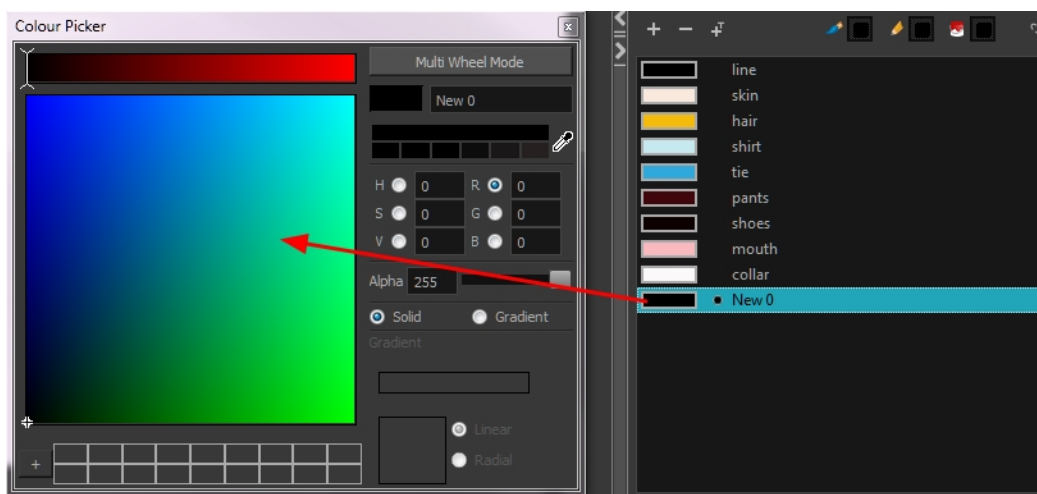 Colour Picker
x
Multi Wheel Mode
New 0
H 0 R 0
S 0 G 0
V 0 B 0
Alpha 255
Solid Gradient
Gradient
Linear
Radial
+
+ - T
line
skin
hair
shirt
tie
pants
shoes
mouth
collar
New 0